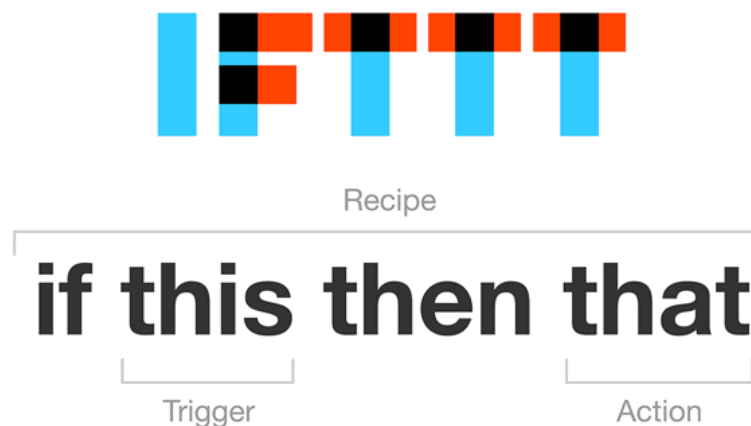 IFTTT
Recipe
if this then that
Trigger Action